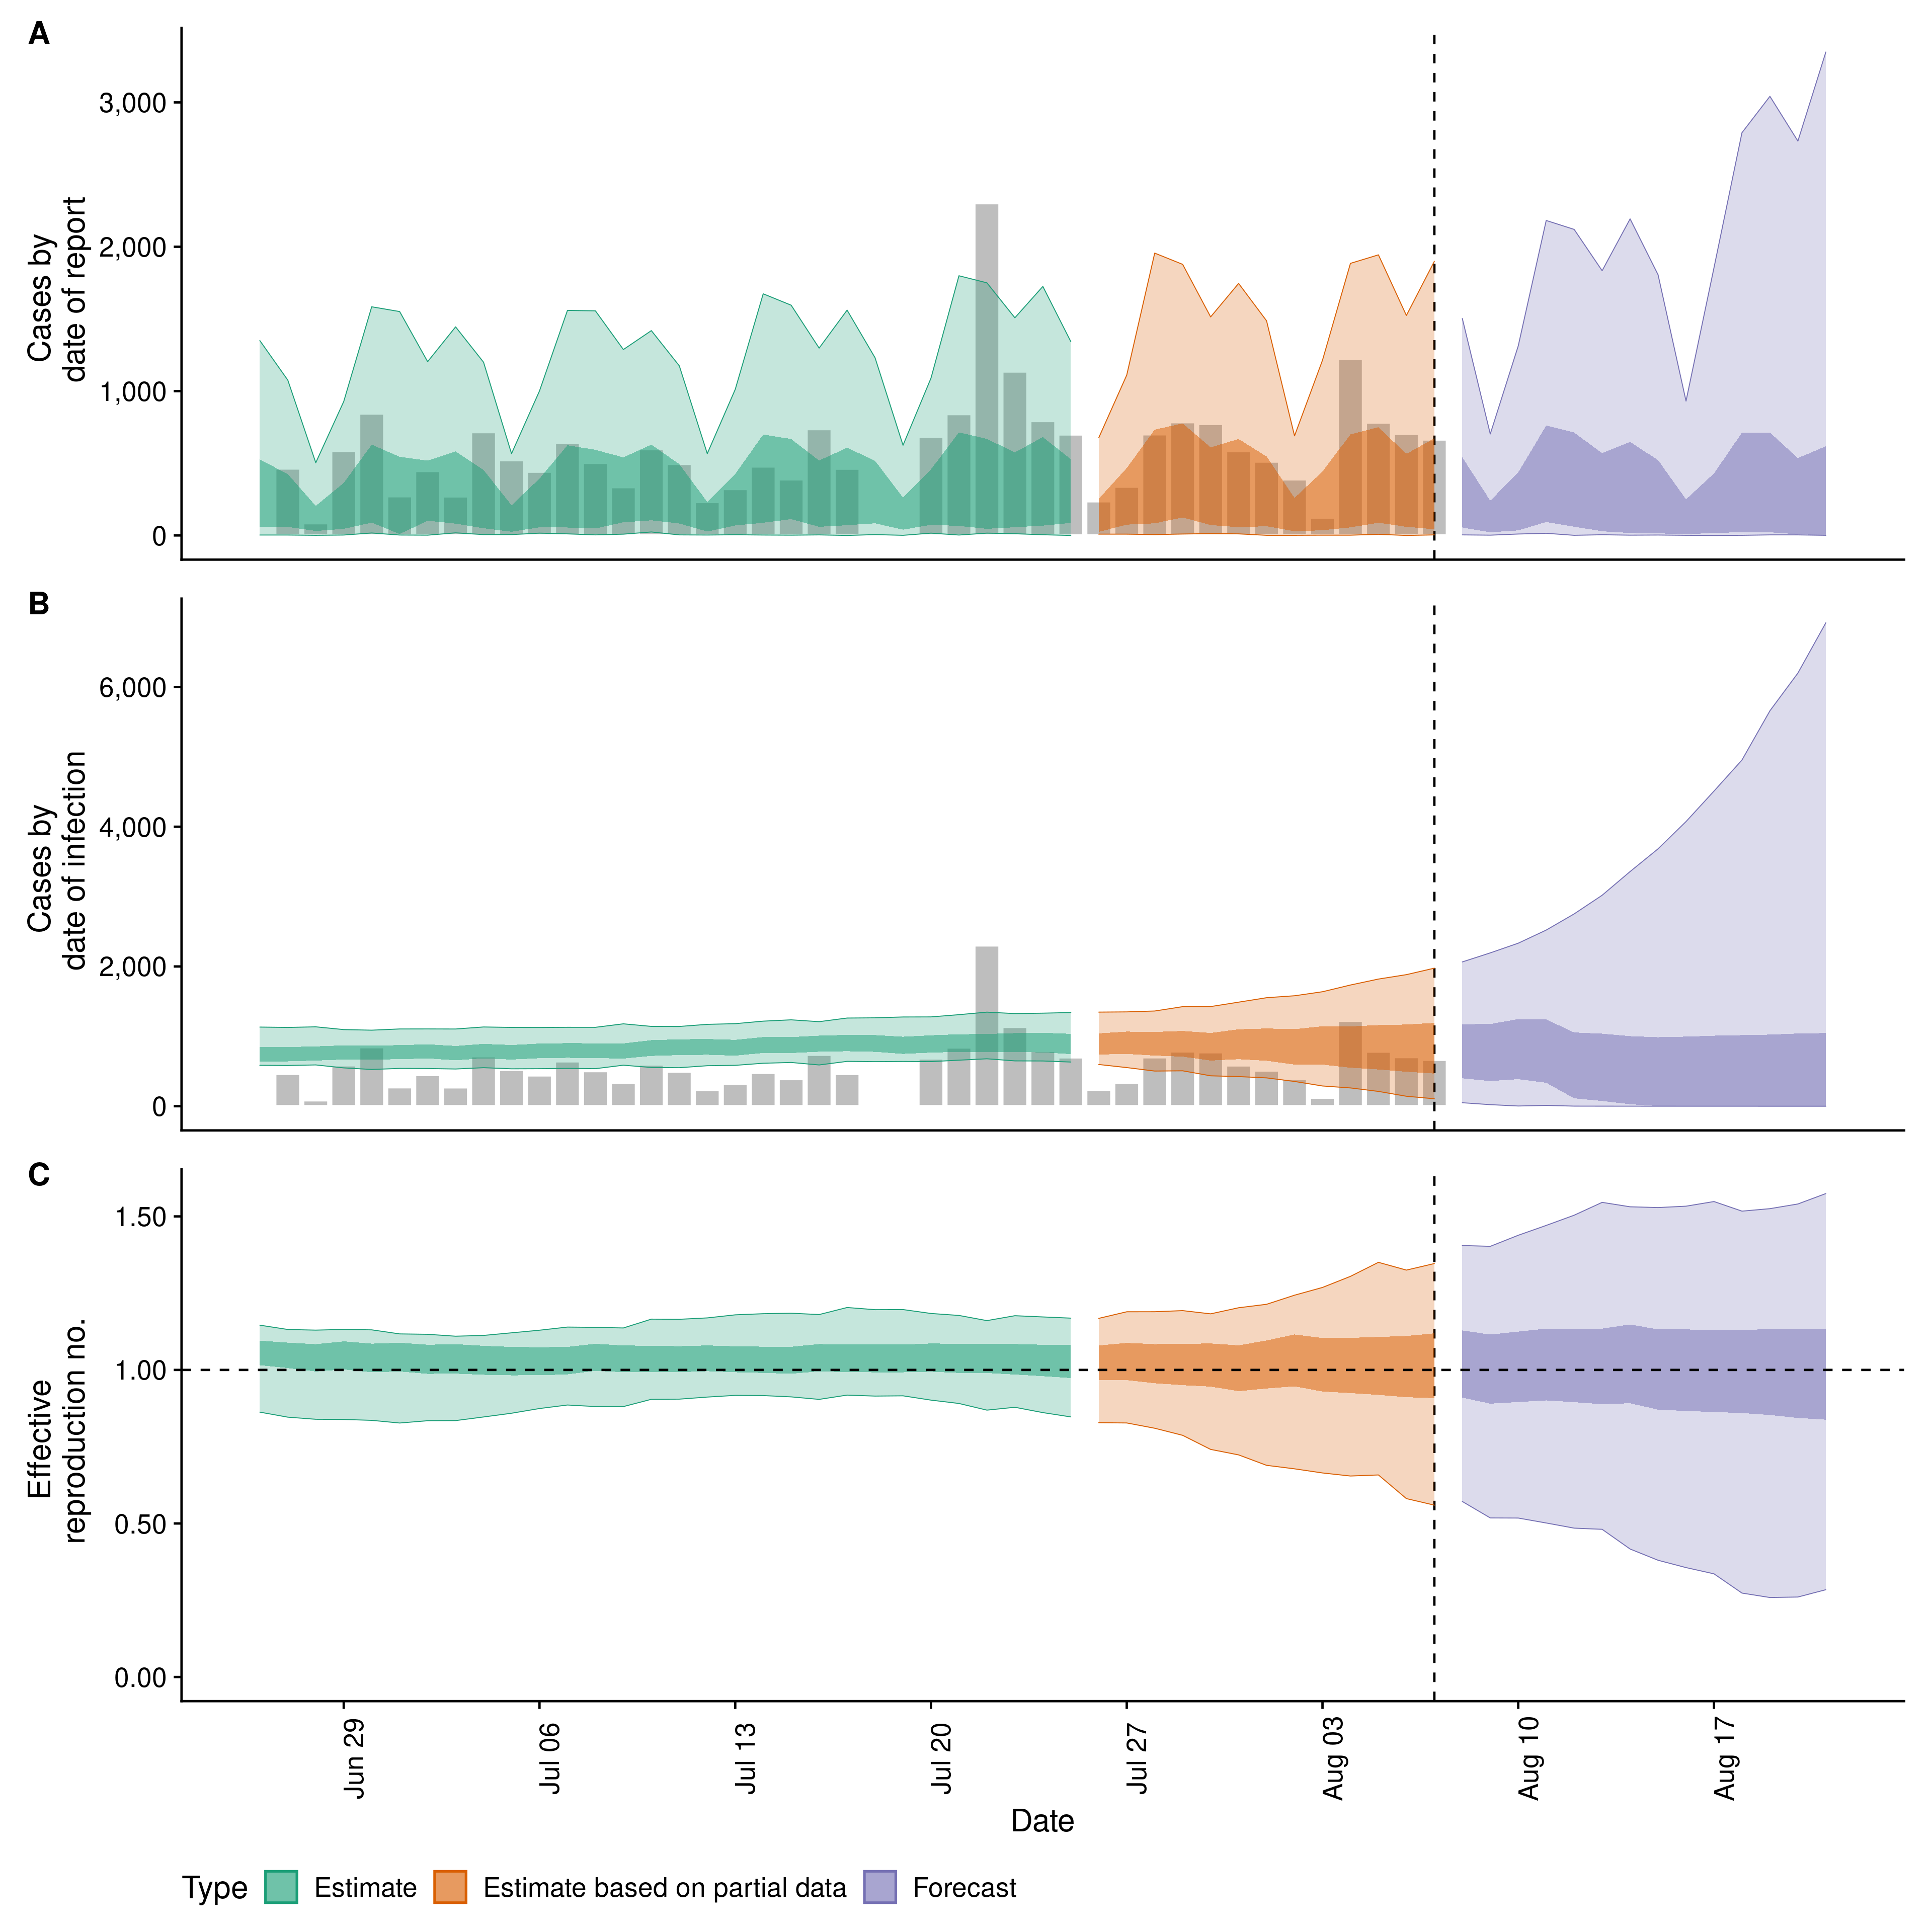 A
Cases by
date of report
3,000
2,000
1,000
0
B
Cases by
date of infection
6,000
4,000
2,000
0
C
Effective
reproduction no.
1.50
1.00
0.50
0.00
Jun 29
Jul 06
Jul 13
Jul 20
Jul 27
Aug 03
Aug 10
Aug 17
Date
Type Estimate Estimate based on partial data Forecast